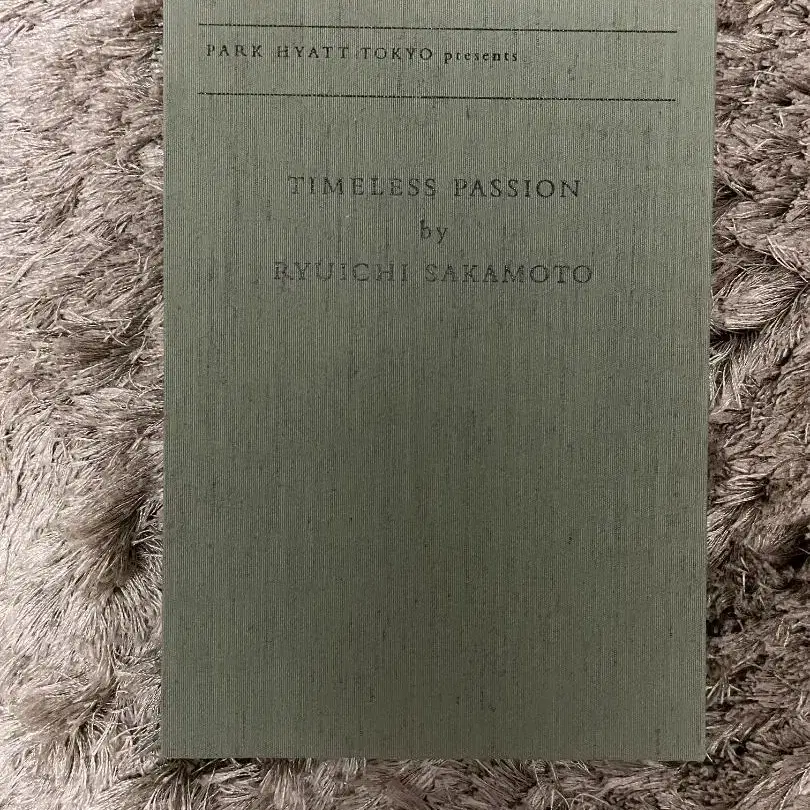 PARK HYATT TOKYO presents
TIMELESS PASSION
by
RYUICHI SAKAMOTO